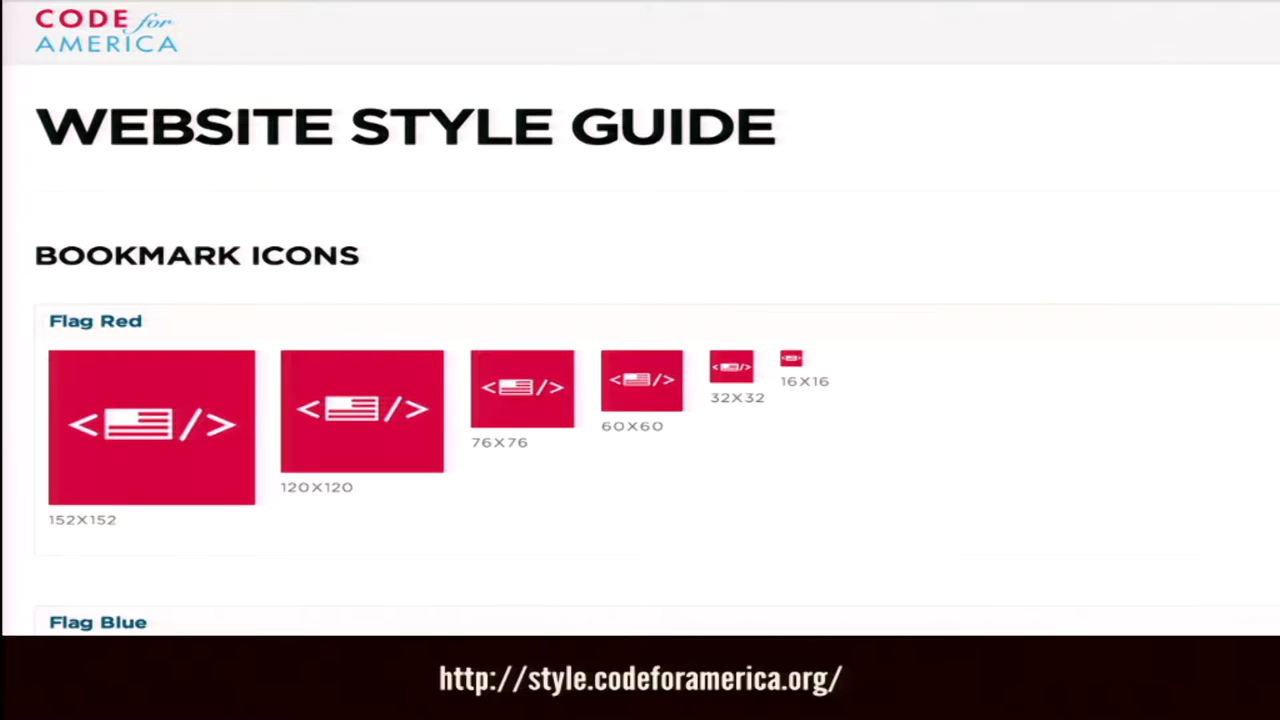 CODE for
AMERICA
WEBSITE STYLE GUIDE
BOOKMARK ICONS
Flag Red
152X152
120X120
76X76
60X60
32X32
16X16
Flag Blue
http://style.codeforamerica.org/